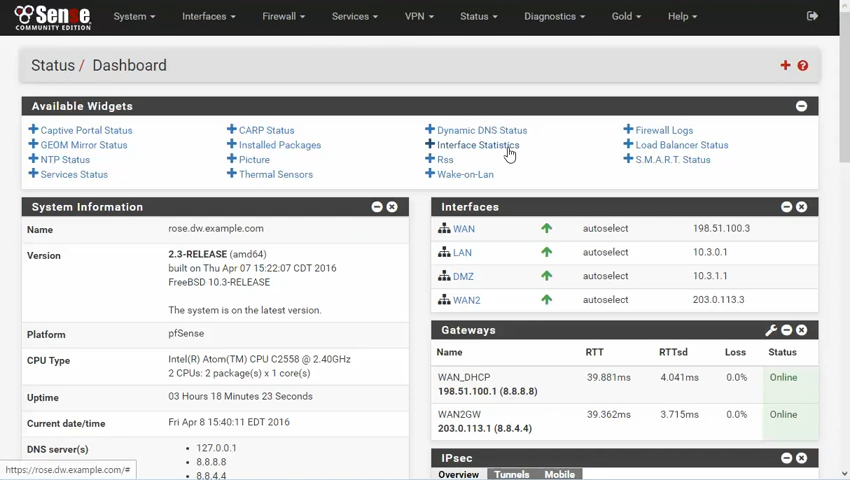 Sense
COMMUNITY EDITION
System Interfaces Firewall Services VPN Status Diagnostics Gold Help
Status / Dashboard
Available Widgets
Captive Portal Status CARP Status Dynamic DNS Status Firewall Logs
GEOM Mirror Status Installed Packages Interface Statistics Load Balancer Status
NTP Status Picture Rss S.M.A.R.T. Status
Services Status Thermal Sensors Wake-on-Lan
System Information
Name rose.dw.example.com
Version 2.3-RELEASE (amd64)
built on Thu Apr 07 15:22:07 CDT 2016
FreeBSD 10.3-RELEASE
The system is on the latest version.
Platform pfSense
CPU Type Intel(R) Atom(TM) CPU C2558 @ 2.40GHz
2 CPUs: 2 package(s) x 1 core(s)
Uptime 03 Hours 18 Minutes 23 Seconds
Current date/time Fri Apr 8 15:40:11 EDT 2016
DNS server(s) 127.0.0.1
8.8.8.8
8.8.4.4
Interfaces
WAN autoselect 198.51.100.3
LAN autoselect 10.3.0.1
DMZ autoselect 10.3.1.1
WAN2 autoselect 203.0.113.3
Gateways
Name RTT RTTsd Loss Status
WAN_DHCP 39.881ms 4.041ms 0.0% Online
198.51.100.1 (8.8.8.8)
WAN2GW 39.362ms 3.715ms 0.0% Online
203.0.113.1 (8.8.4.4)
IPsec
Overview Tunnels Mobile
https://rose.dw.example.com/#